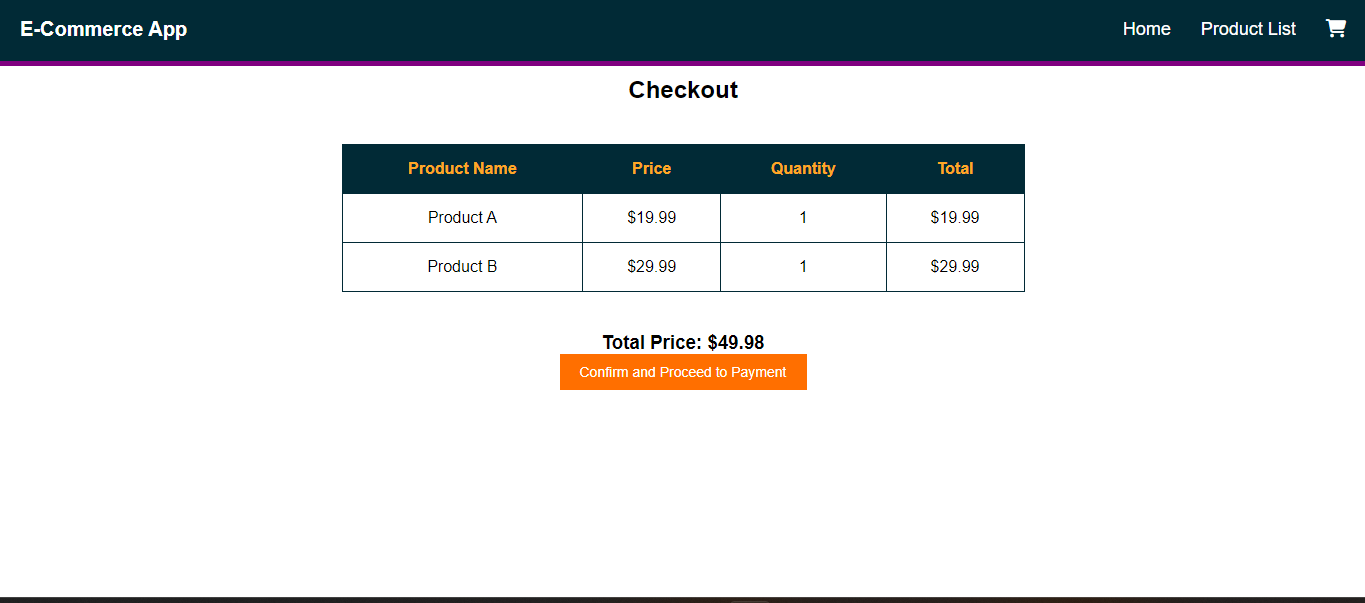 E-Commerce App Home Product List
Checkout
Product Name Price Quantity Total
Product A $19.99 1 $19.99
Product B $29.99 1 $29.99
Total Price: $49.98
Confirm and Proceed to Payment